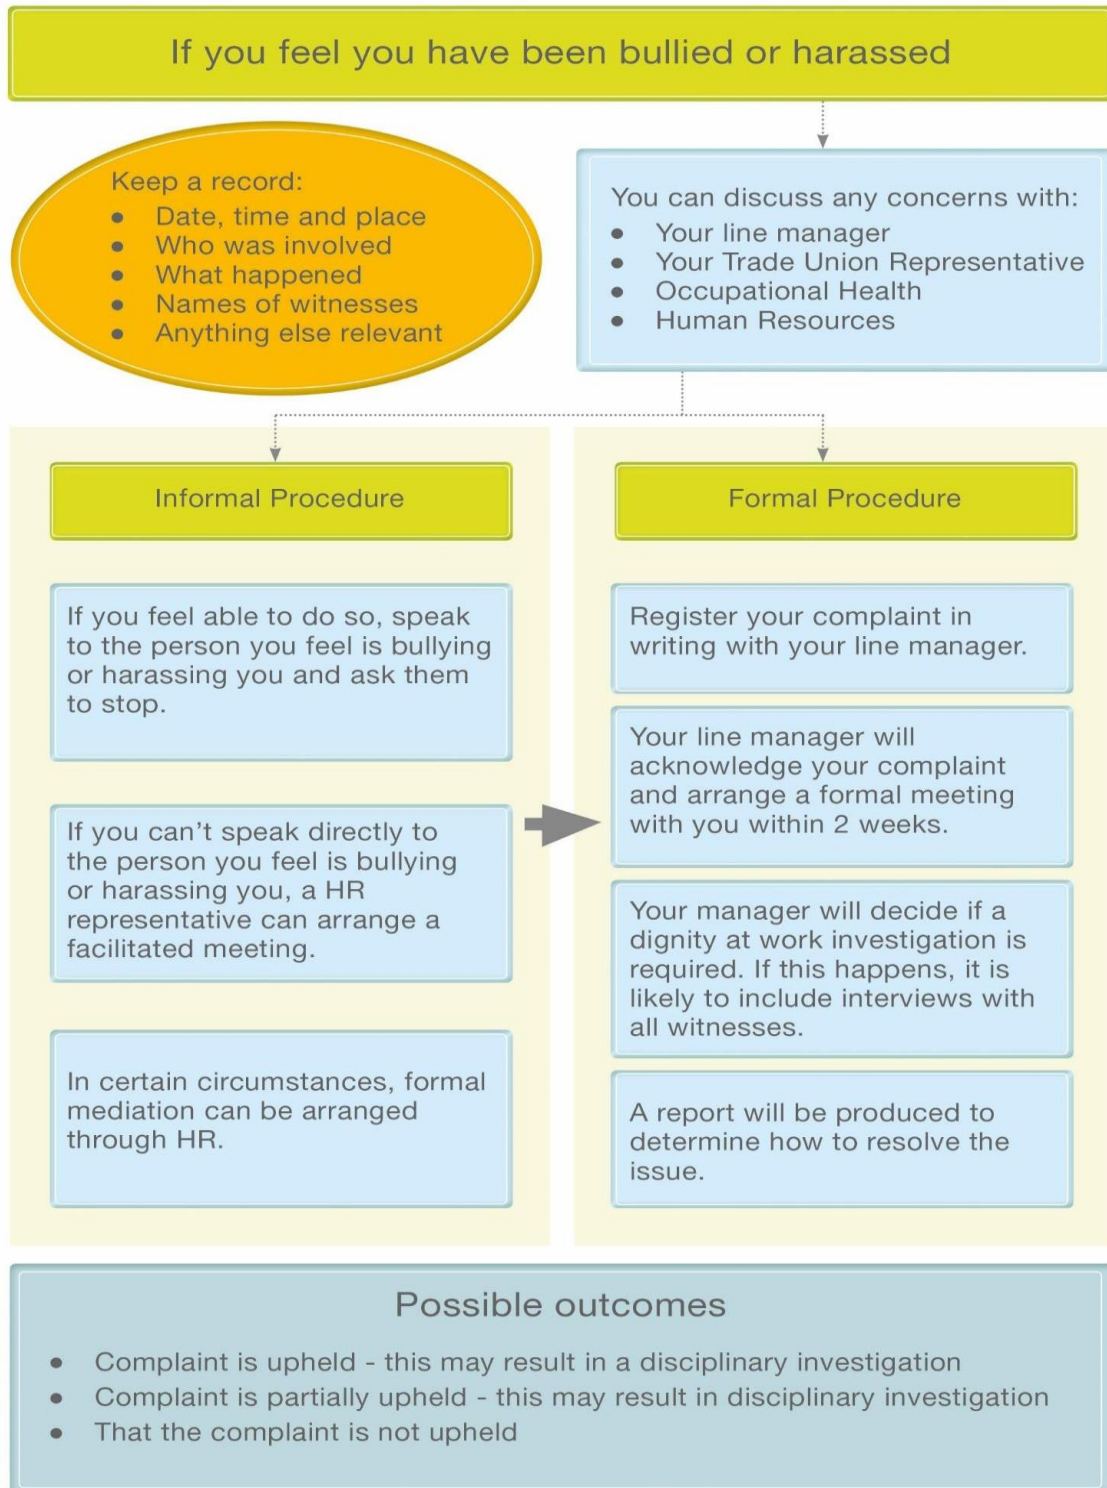 If you feel you have been bullied or harassed
Keep a record:
• Date, time and place
• Who was involved
• What happened
• Names of witnesses
• Anything else relevant
You can discuss any concerns with:
• Your line manager
• Your Trade Union Representative
• Occupational Health
• Human Resources
Informal Procedure
If you feel able to do so, speak
to the person you feel is bullying
or harassing you and ask them
to stop.
If you can't speak directly to
the person you feel is bullying
or harassing you, a HR
representative can arrange a
facilitated meeting.
In certain circumstances, formal
mediation can be arranged
through HR.
Formal Procedure
Register your complaint in
writing with your line manager.
Your line manager will
acknowledge your complaint
and arrange a formal meeting
with you within 2 weeks.
Your manager will decide if a
dignity at work investigation is
required. If this happens, it is
likely to include interviews with
all witnesses.
A report will be produced to
determine how to resolve the
issue.
Possible outcomes
• Complaint is upheld - this may result in a disciplinary investigation
• Complaint is partially upheld - this may result in disciplinary investigation
• That the complaint is not upheld